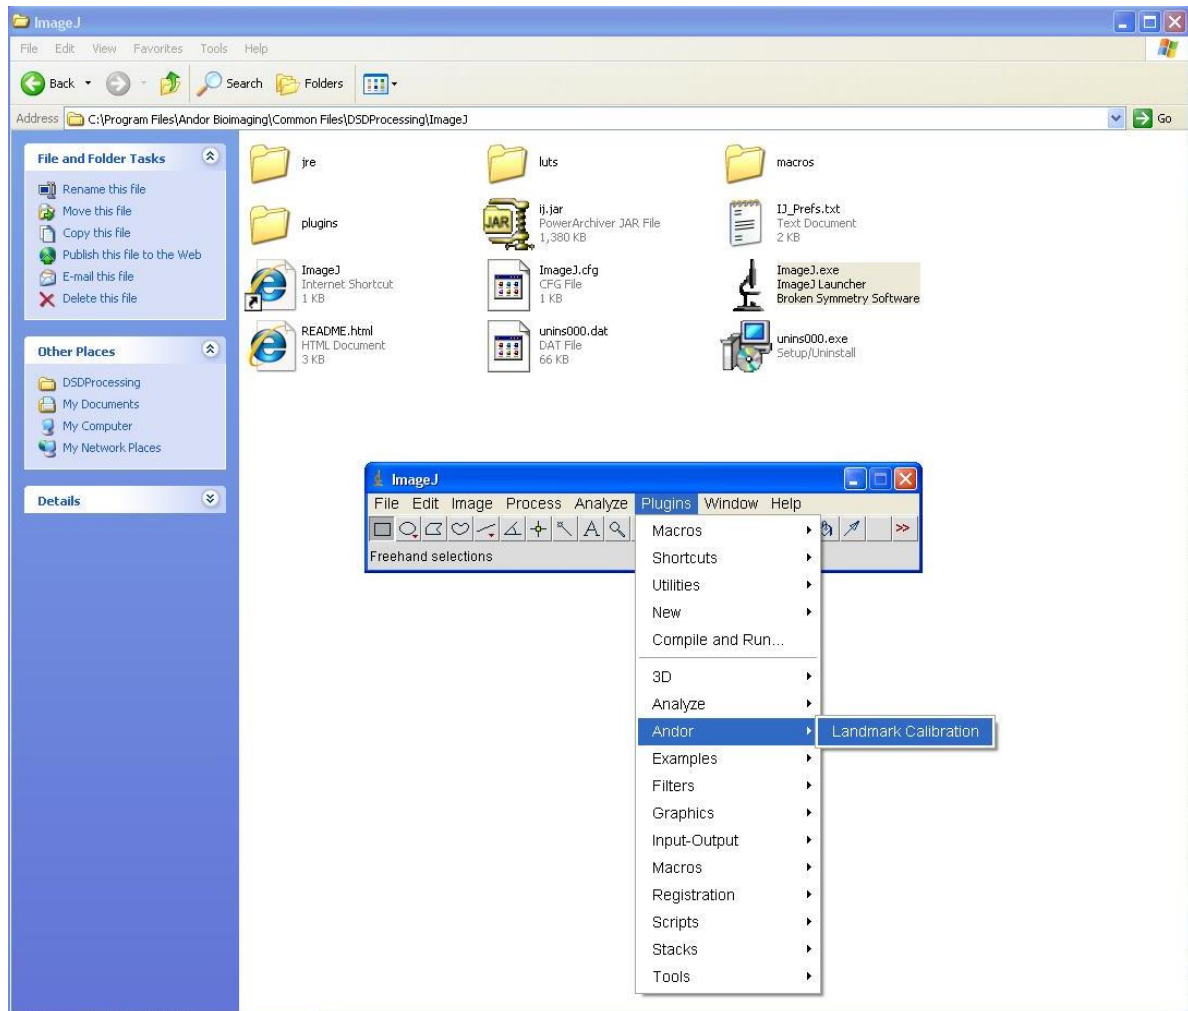 ImageJ
File Edit View Favorites Tools Help
Back Search Folders
Address C:\Program Files\Andor Bioimaging\Common Files\DSDProcessing\ImageJ Go
File and Folder Tasks
Rename this file
Move this file
Copy this file
Publish this file to the Web
E-mail this file
Delete this file
Other Places
DSDProcessing
My Documents
My Computer
My Network Places
Details
jre
luts
macros
plugins
JAR
ij.jar
PowerArchiver JAR File
1,380 KB
IJ_Prefs.txt
Text Document
2 KB
ImageJ
Internet Shortcut
1 KB
ImageJ.cfg
CFG File
1 KB
ImageJ.exe
ImageJ Launcher
Broken Symmetry Software
README.html
HTML Document
3 KB
unins000.dat
DAT File
66 KB
unins000.exe
Setup/Uninstall
ImageJ
File Edit Image Process Analyze Plugins Window Help
A >>
Freehand selections
Macros
Shortcuts
Utilities
New
Compile and Run...
3D
Analyze
Andor
Landmark Calibration
Examples
Filters
Graphics
Input-Output
Macros
Registration
Scripts
Stacks
Tools